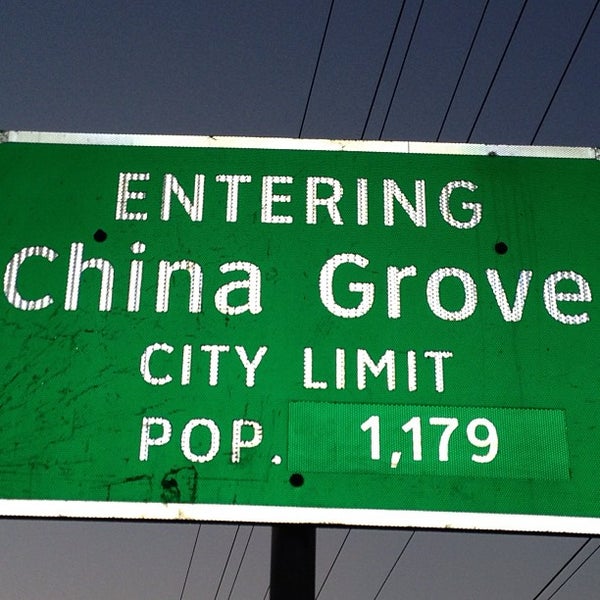 ENTERING
China Grove
CITY LIMIT
POP. 1,179